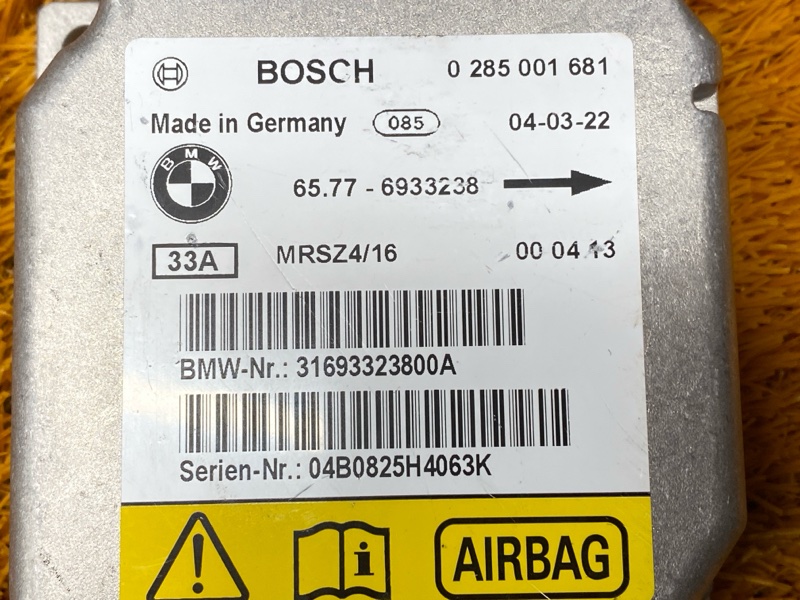 BOSCH 0 285 001 681
Made in Germany 085 04-03-22
BMW
65.77 - 6933238
33A MRSZ4/16 00 04 13
BMW-Nr.: 31693323800A
Serien-Nr.: 04B0825H4063K
! i AIRBAG